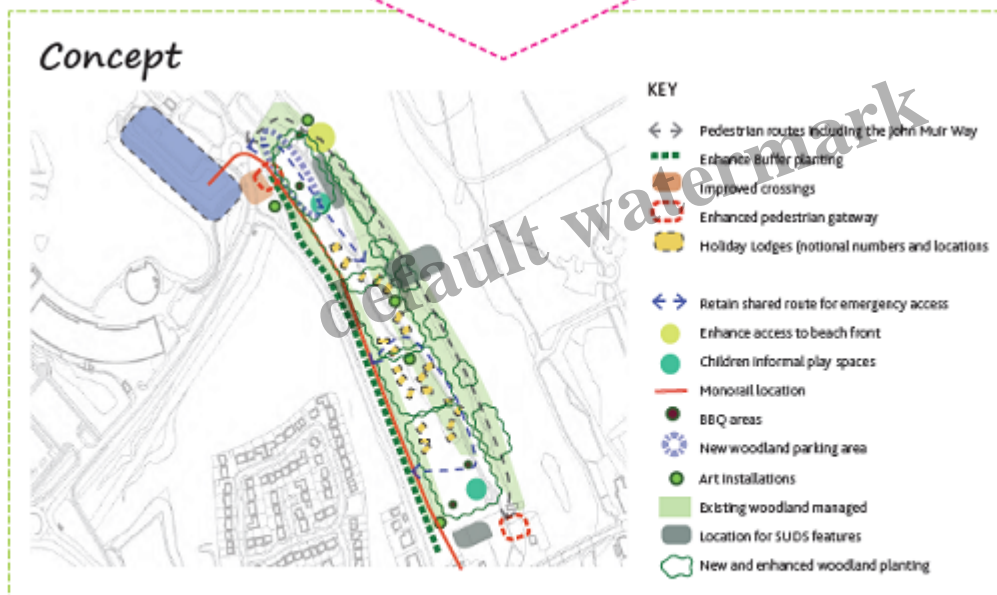 Concept
KEY
Pedestrian routes including the John Muir Way
Enhance Buffer planting
Improved crossings
Enhanced pedestrian gateway
Holiday Lodges (notional numbers and locations
Retain shared route for emergency access
Enhance access to beach front
Children informal play spaces
Monorail location
BBQ areas
New woodland parking area
Art installations
Existing woodland managed
Location for SUDS features
New and enhanced woodland planting
default watermark